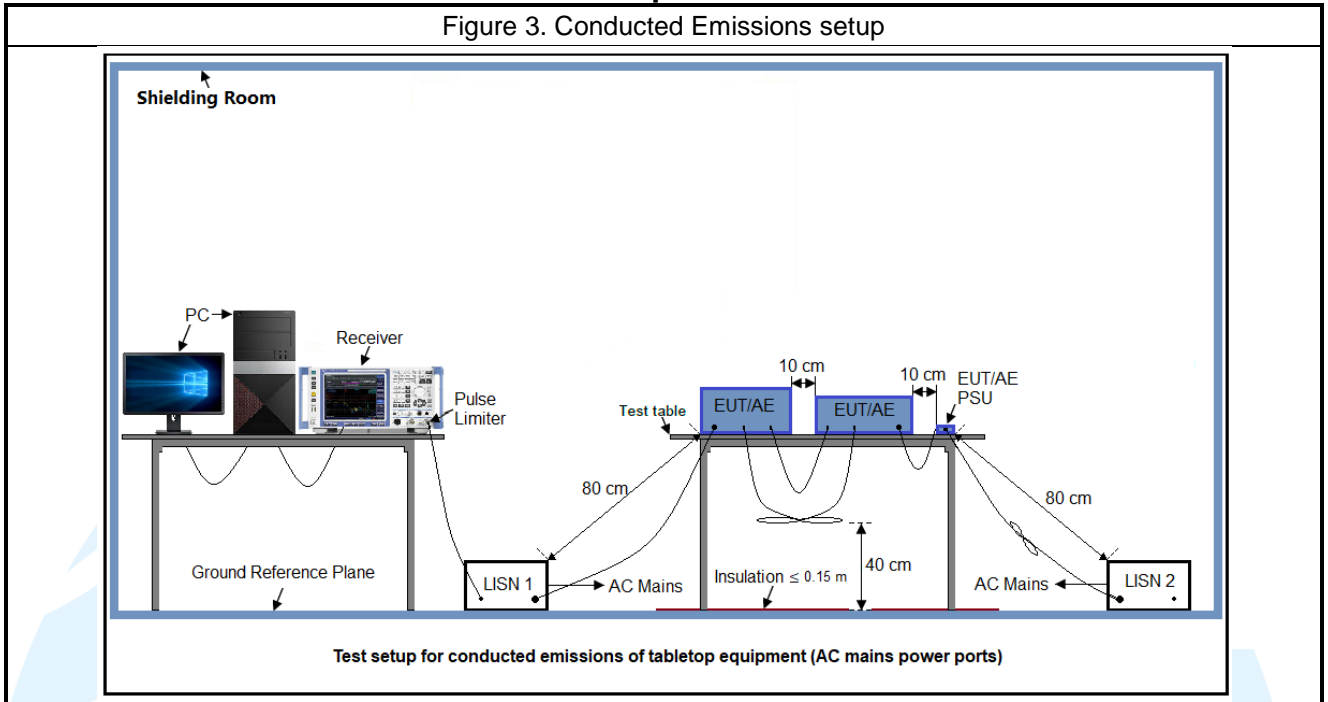 Figure 3. Conducted Emissions setup
Shielding Room
PC
Receiver
Pulse
Limiter
10 cm
10 cm
EUT/AE
PSU
Test table
EUT/AE
EUT/AE
80 cm
80 cm
Ground Reference Plane
LISN 1
AC Mains
Insulation ≤ 0.15 m
40 cm
AC Mains
LISN 2
Test setup for conducted emissions of tabletop equipment (AC mains power ports)